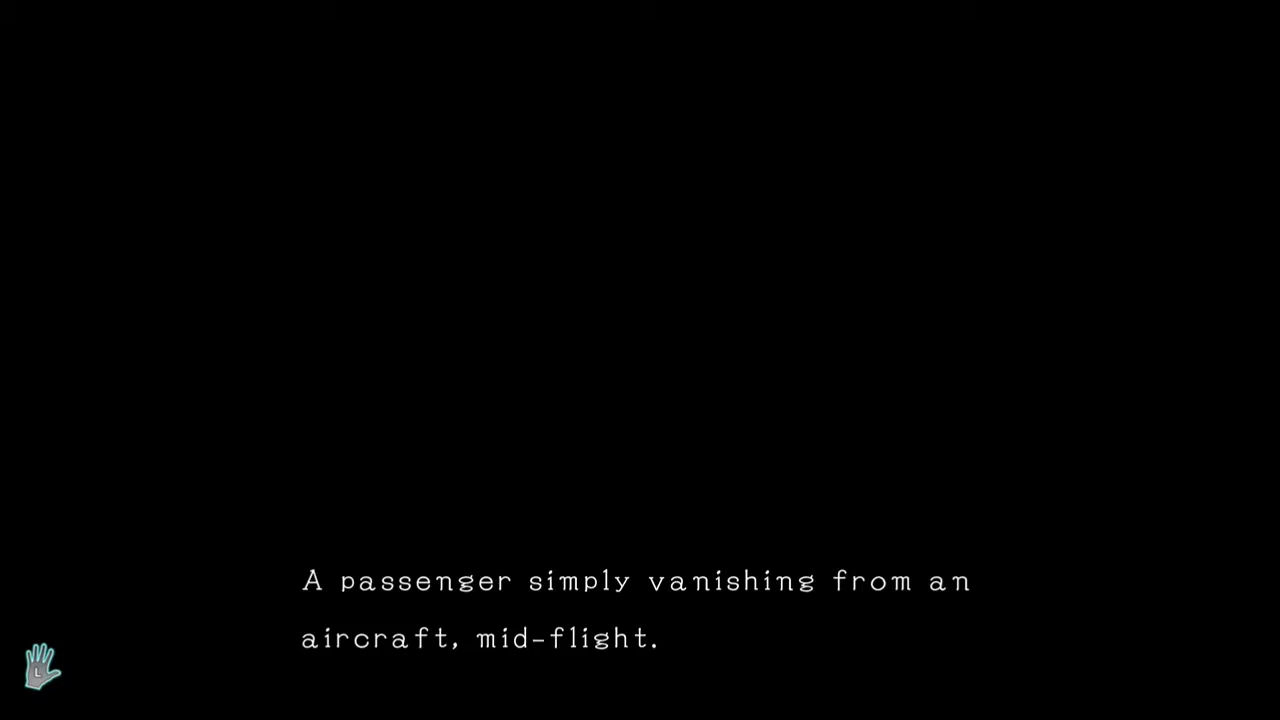 A passenger simply vanishing from an
aircraft, mid-flight.
L